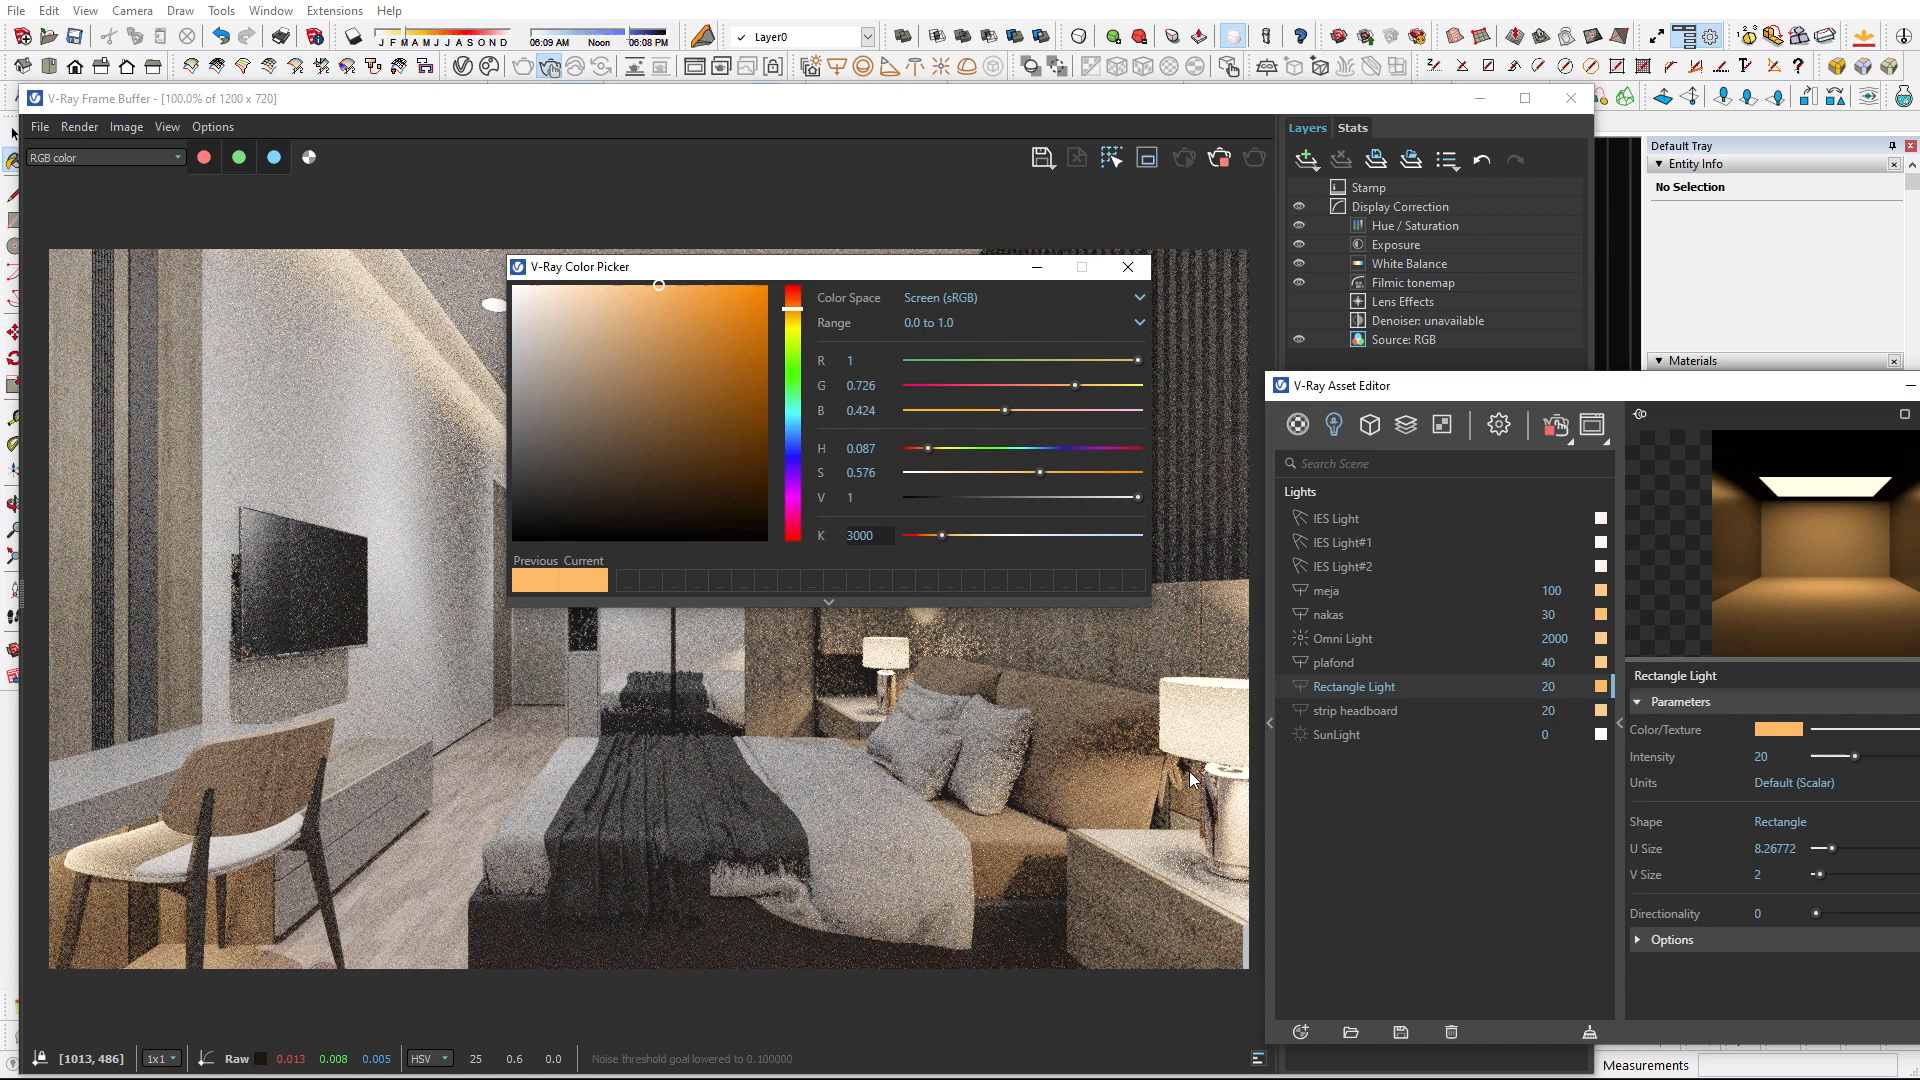 File Edit View Camera Draw Tools Window Extensions Help
J F M A M J J A S O N D
06:09 AM Noon 06:08 PM
Layer0
V-Ray Frame Buffer - [100.0% of 1200 x 720]
File Render Image View Options
RGB color
Layers Stats
Stamp
Display Correction
Hue / Saturation
Exposure
White Balance
Filmic tonemap
Lens Effects
Denoiser: unavailable
Source: RGB
Default Tray
Entity Info
No Selection
Materials
V-Ray Color Picker
Color Space Screen (sRGB)
Range 0.0 to 1.0
R 1
G 0.726
B 0.424
H 0.087
S 0.576
V 1
K 3000
Previous Current
V-Ray Asset Editor
Search Scene
Lights
IES Light
IES Light#1
IES Light#2
meja 100
nakas 30
Omni Light 2000
plafond 40
Rectangle Light 20
strip headboard 20
SunLight 0
Rectangle Light
Parameters
Color/Texture
Intensity 20
Units Default (Scalar)
Shape Rectangle
U Size 8.26772
V Size 2
Directionality 0
Options
[1013, 486] 1x1 Raw 0.013 0.008 0.005 HSV 25 0.6 0.0 Noise threshold goal lowered to 0.100000
Measurements